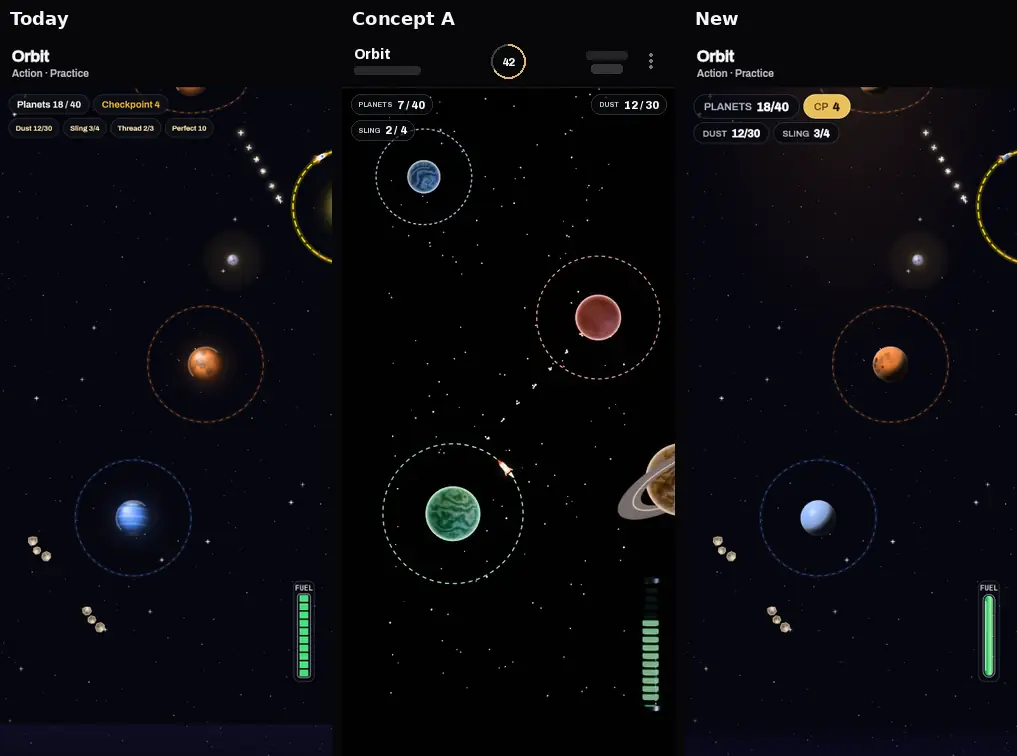 Today
Orbit
Action · Practice
Planets 18 / 40
Checkpoint 4
Dust 12/30
Sling 3/4
Thread 2/3
Perfect 10
FUEL
Concept A
Orbit
42
PLANETS 7 / 40
DUST 12 / 30
SLING 2 / 4
New
Orbit
Action · Practice
PLANETS 18/40
CP 4
DUST 12/30
SLING 3/4
FUEL